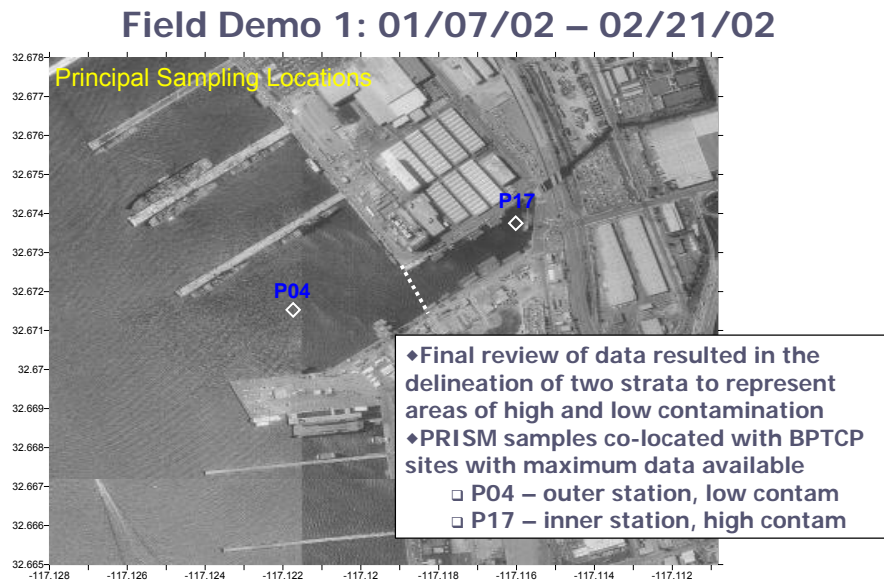 Field Demo 1: 01/07/02 – 02/21/02
Principal Sampling Locations
32.678
32.677
32.676
32.675
32.674
32.673
32.672
32.671
32.67
32.669
32.668
32.667
32.666
32.665
P17
P04
◆Final review of data resulted in the
delineation of two strata to represent
areas of high and low contamination
◆PRISM samples co-located with BPTCP
sites with maximum data available
❑ P04 – outer station, low contam
❑ P17 – inner station, high contam
-117.128 -117.126 -117.124 -117.122 -117.12 -117.118 -117.116 -117.114 -117.112